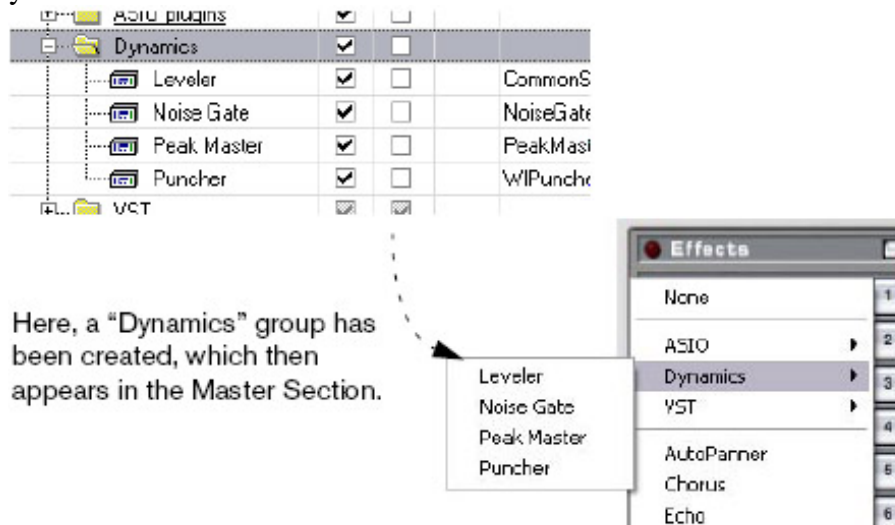 ASIO plugins
Dynamics
Leveler CommonS
Noise Gate NoiseGate
Peak Master PeakMast
Puncher WIPunche
VST
Here, a “Dynamics” group has
been created, which then
appears in the Master Section.
Effects
None 1
ASIO 2
Dynamics 3
VST 4
AutoPanner
Chorus 5
Echo 6
Leveler
Noise Gate
Peak Master
Puncher